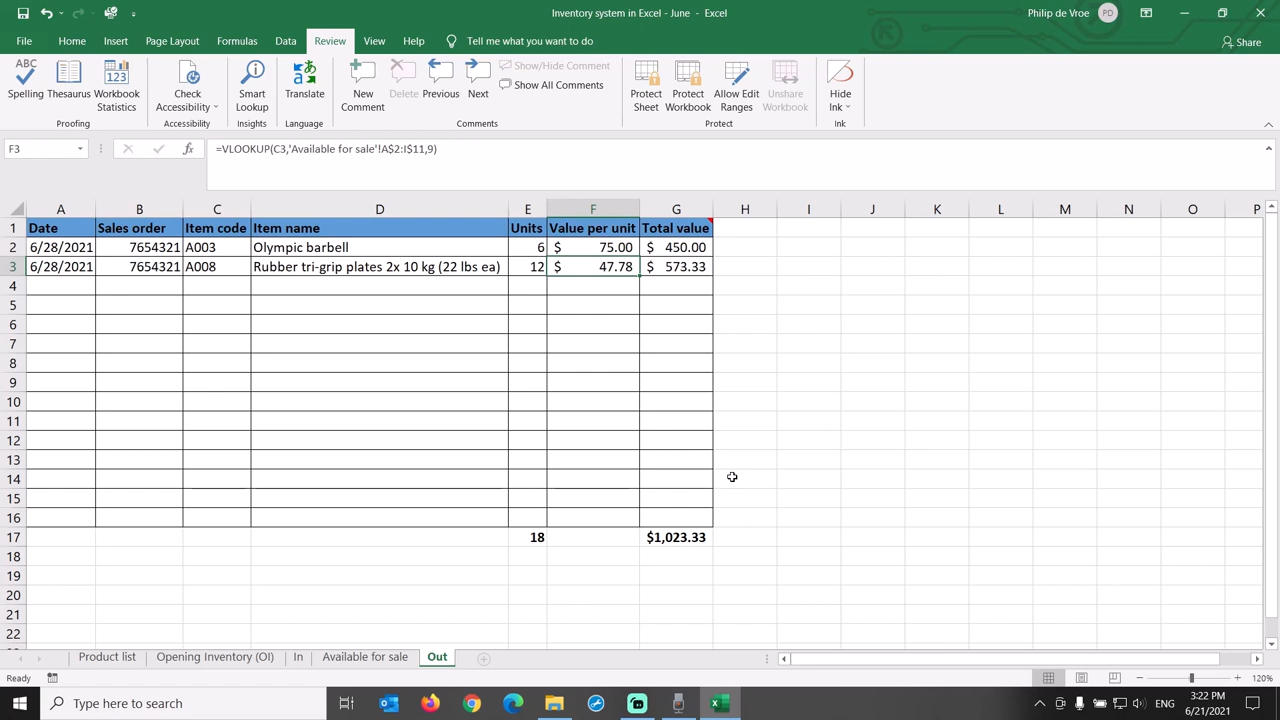 Inventory system in Excel - June - Excel
Philip de Vroe PD
File Home Insert Page Layout Formulas Data Review View Help Tell me what you want to do Share
ABC
Spelling
Thesaurus
123
Workbook Statistics
Proofing
Check Accessibility
Accessibility
Smart Lookup
Insights
Translate
Language
New Comment
Delete
Previous
Next
Show/Hide Comment
Show All Comments
Comments
Protect Sheet
Protect Workbook
Allow Edit Ranges
Unshare Workbook
Protect
Hide Ink
Ink
F3 fx =VLOOKUP(C3,'Available for sale'!A$2:I$11,9)
A B C D E F G H I J K L M N O P
1 Date Sales order Item code Item name Units Value per unit Total value
2 6/28/2021 7654321 A003 Olympic barbell 6 $ 75.00 $ 450.00
3 6/28/2021 7654321 A008 Rubber tri-grip plates 2x 10 kg (22 lbs ea) 12 $ 47.78 $ 573.33
4
5
6
7
8
9
10
11
12
13
14
15
16
17 18 $1,023.33
18
19
20
21
22
Product list Opening Inventory (OI) In Available for sale Out
Ready 120%
Type here to search ENG 3:22 PM
6/21/2021